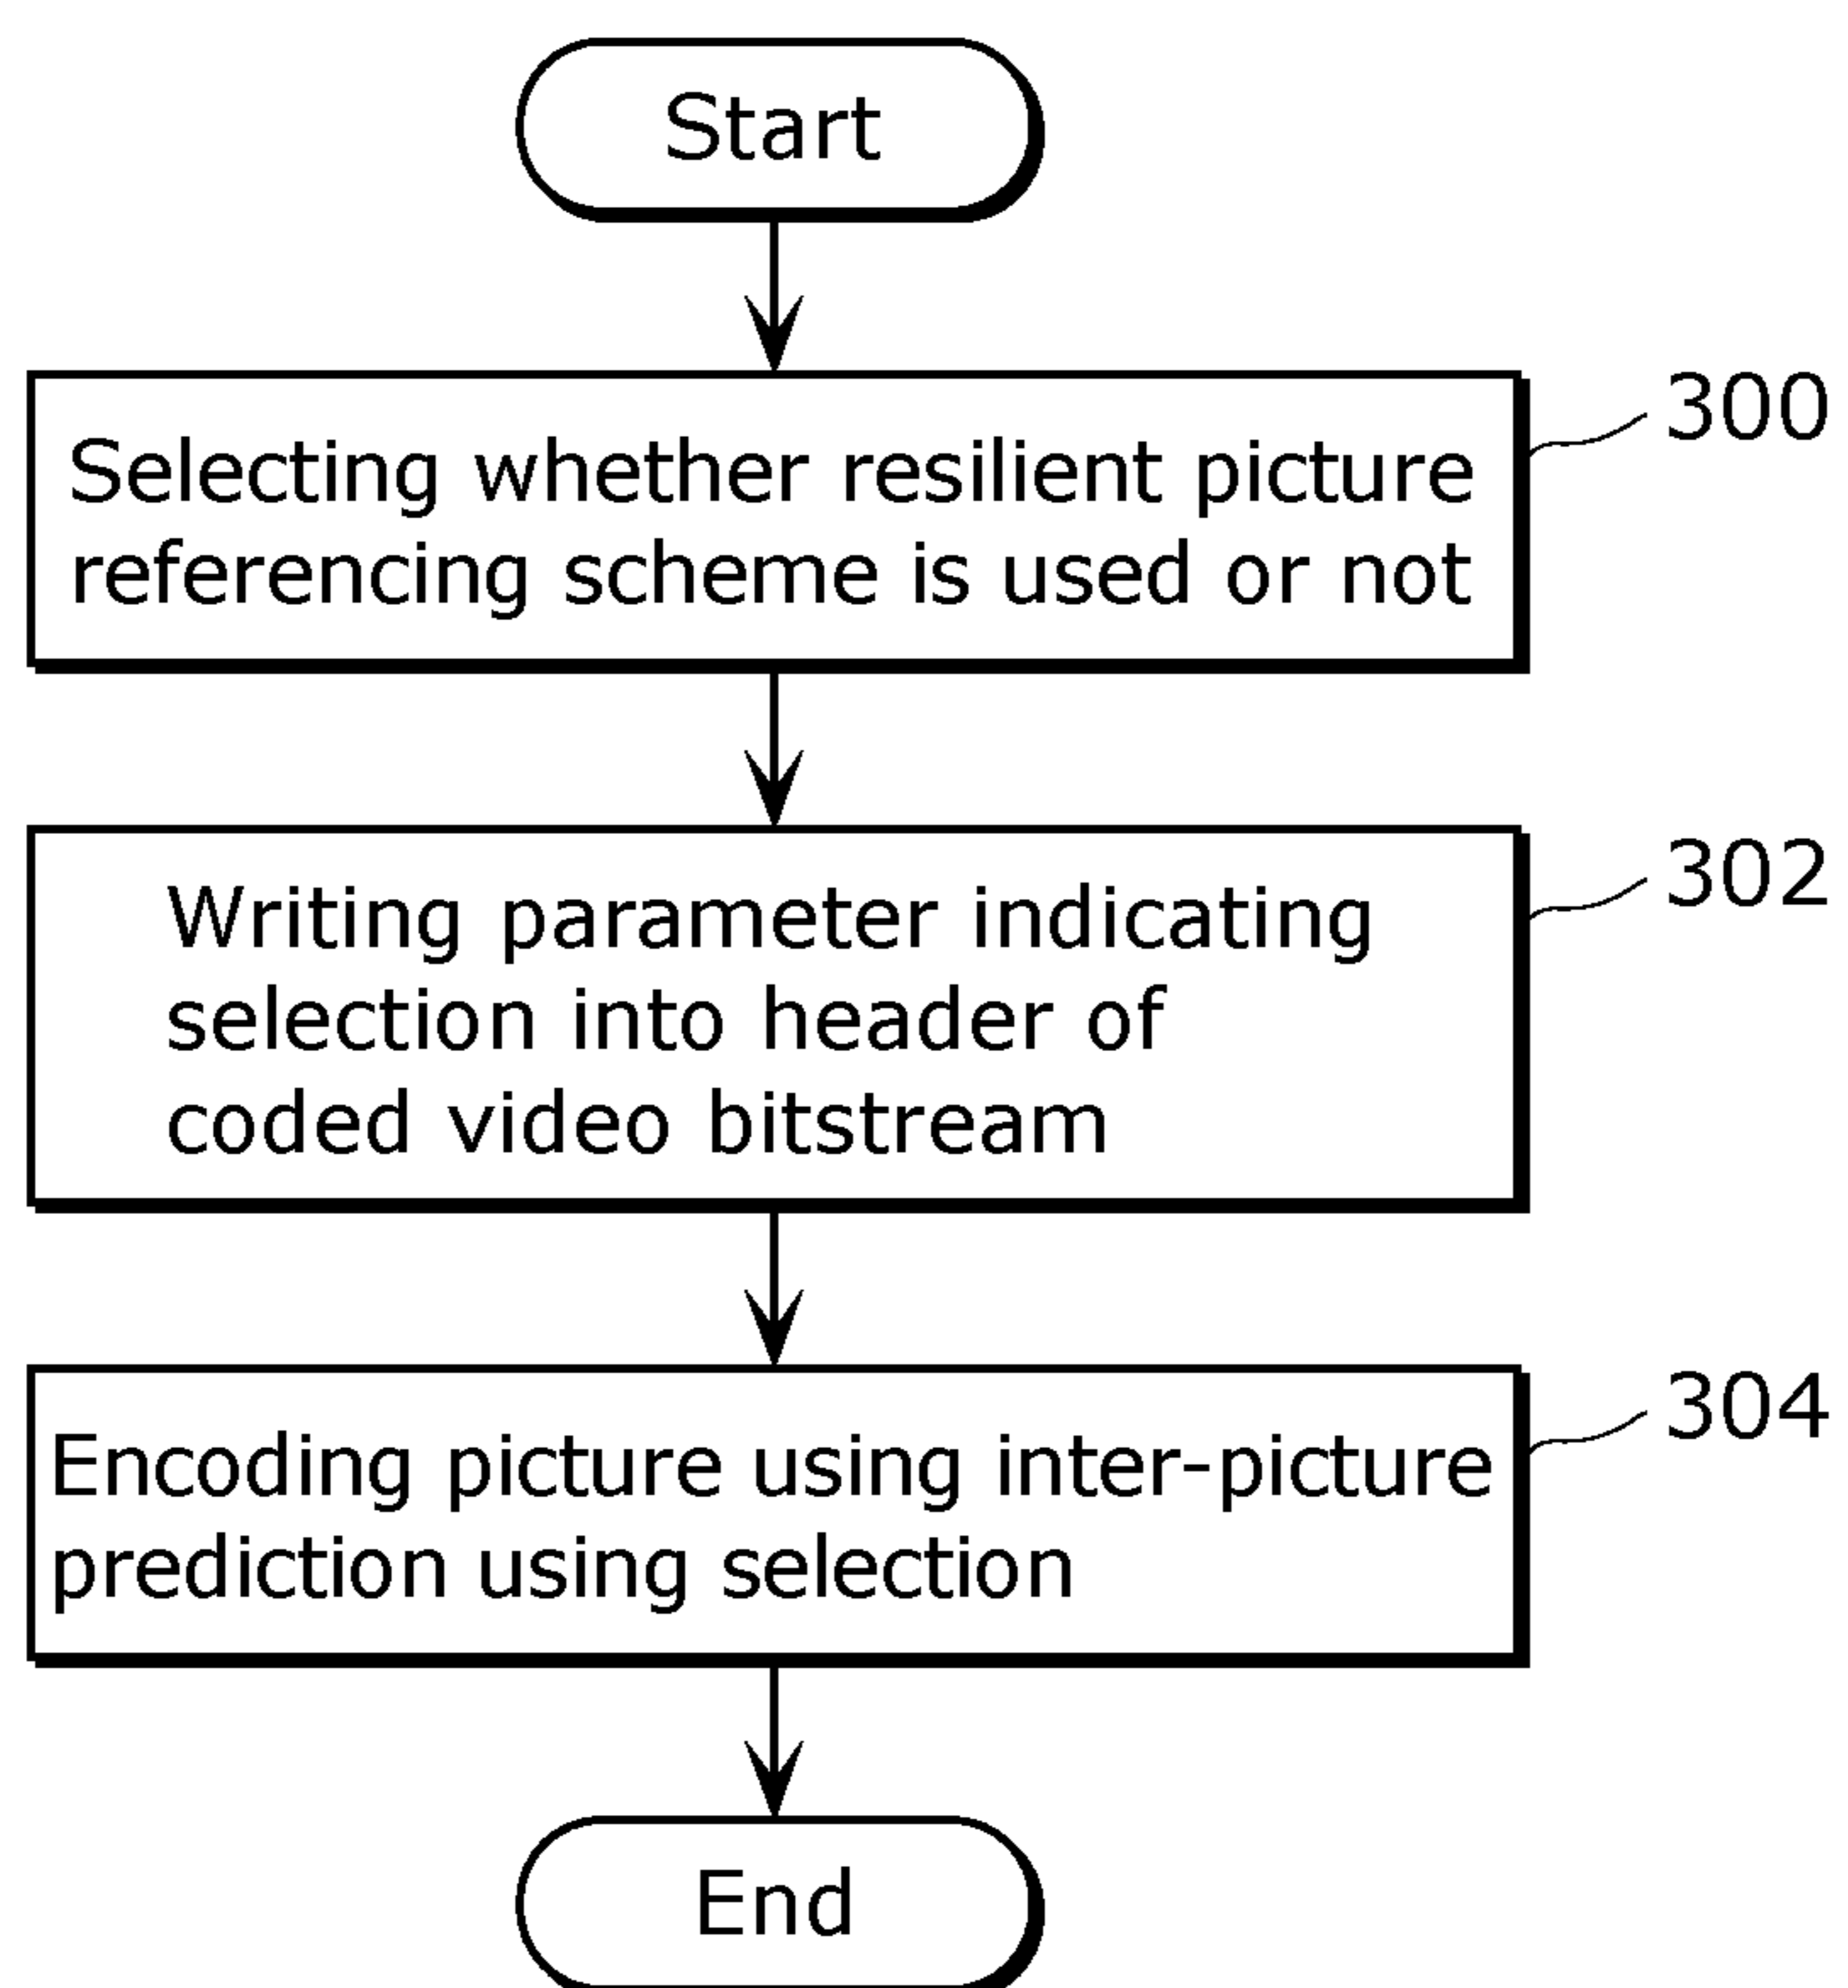 Start
300
Selecting whether resilient picture
referencing scheme is used or not
302
Writing parameter indicating
selection into header of
coded video bitstream
304
Encoding picture using inter-picture
prediction using selection
End